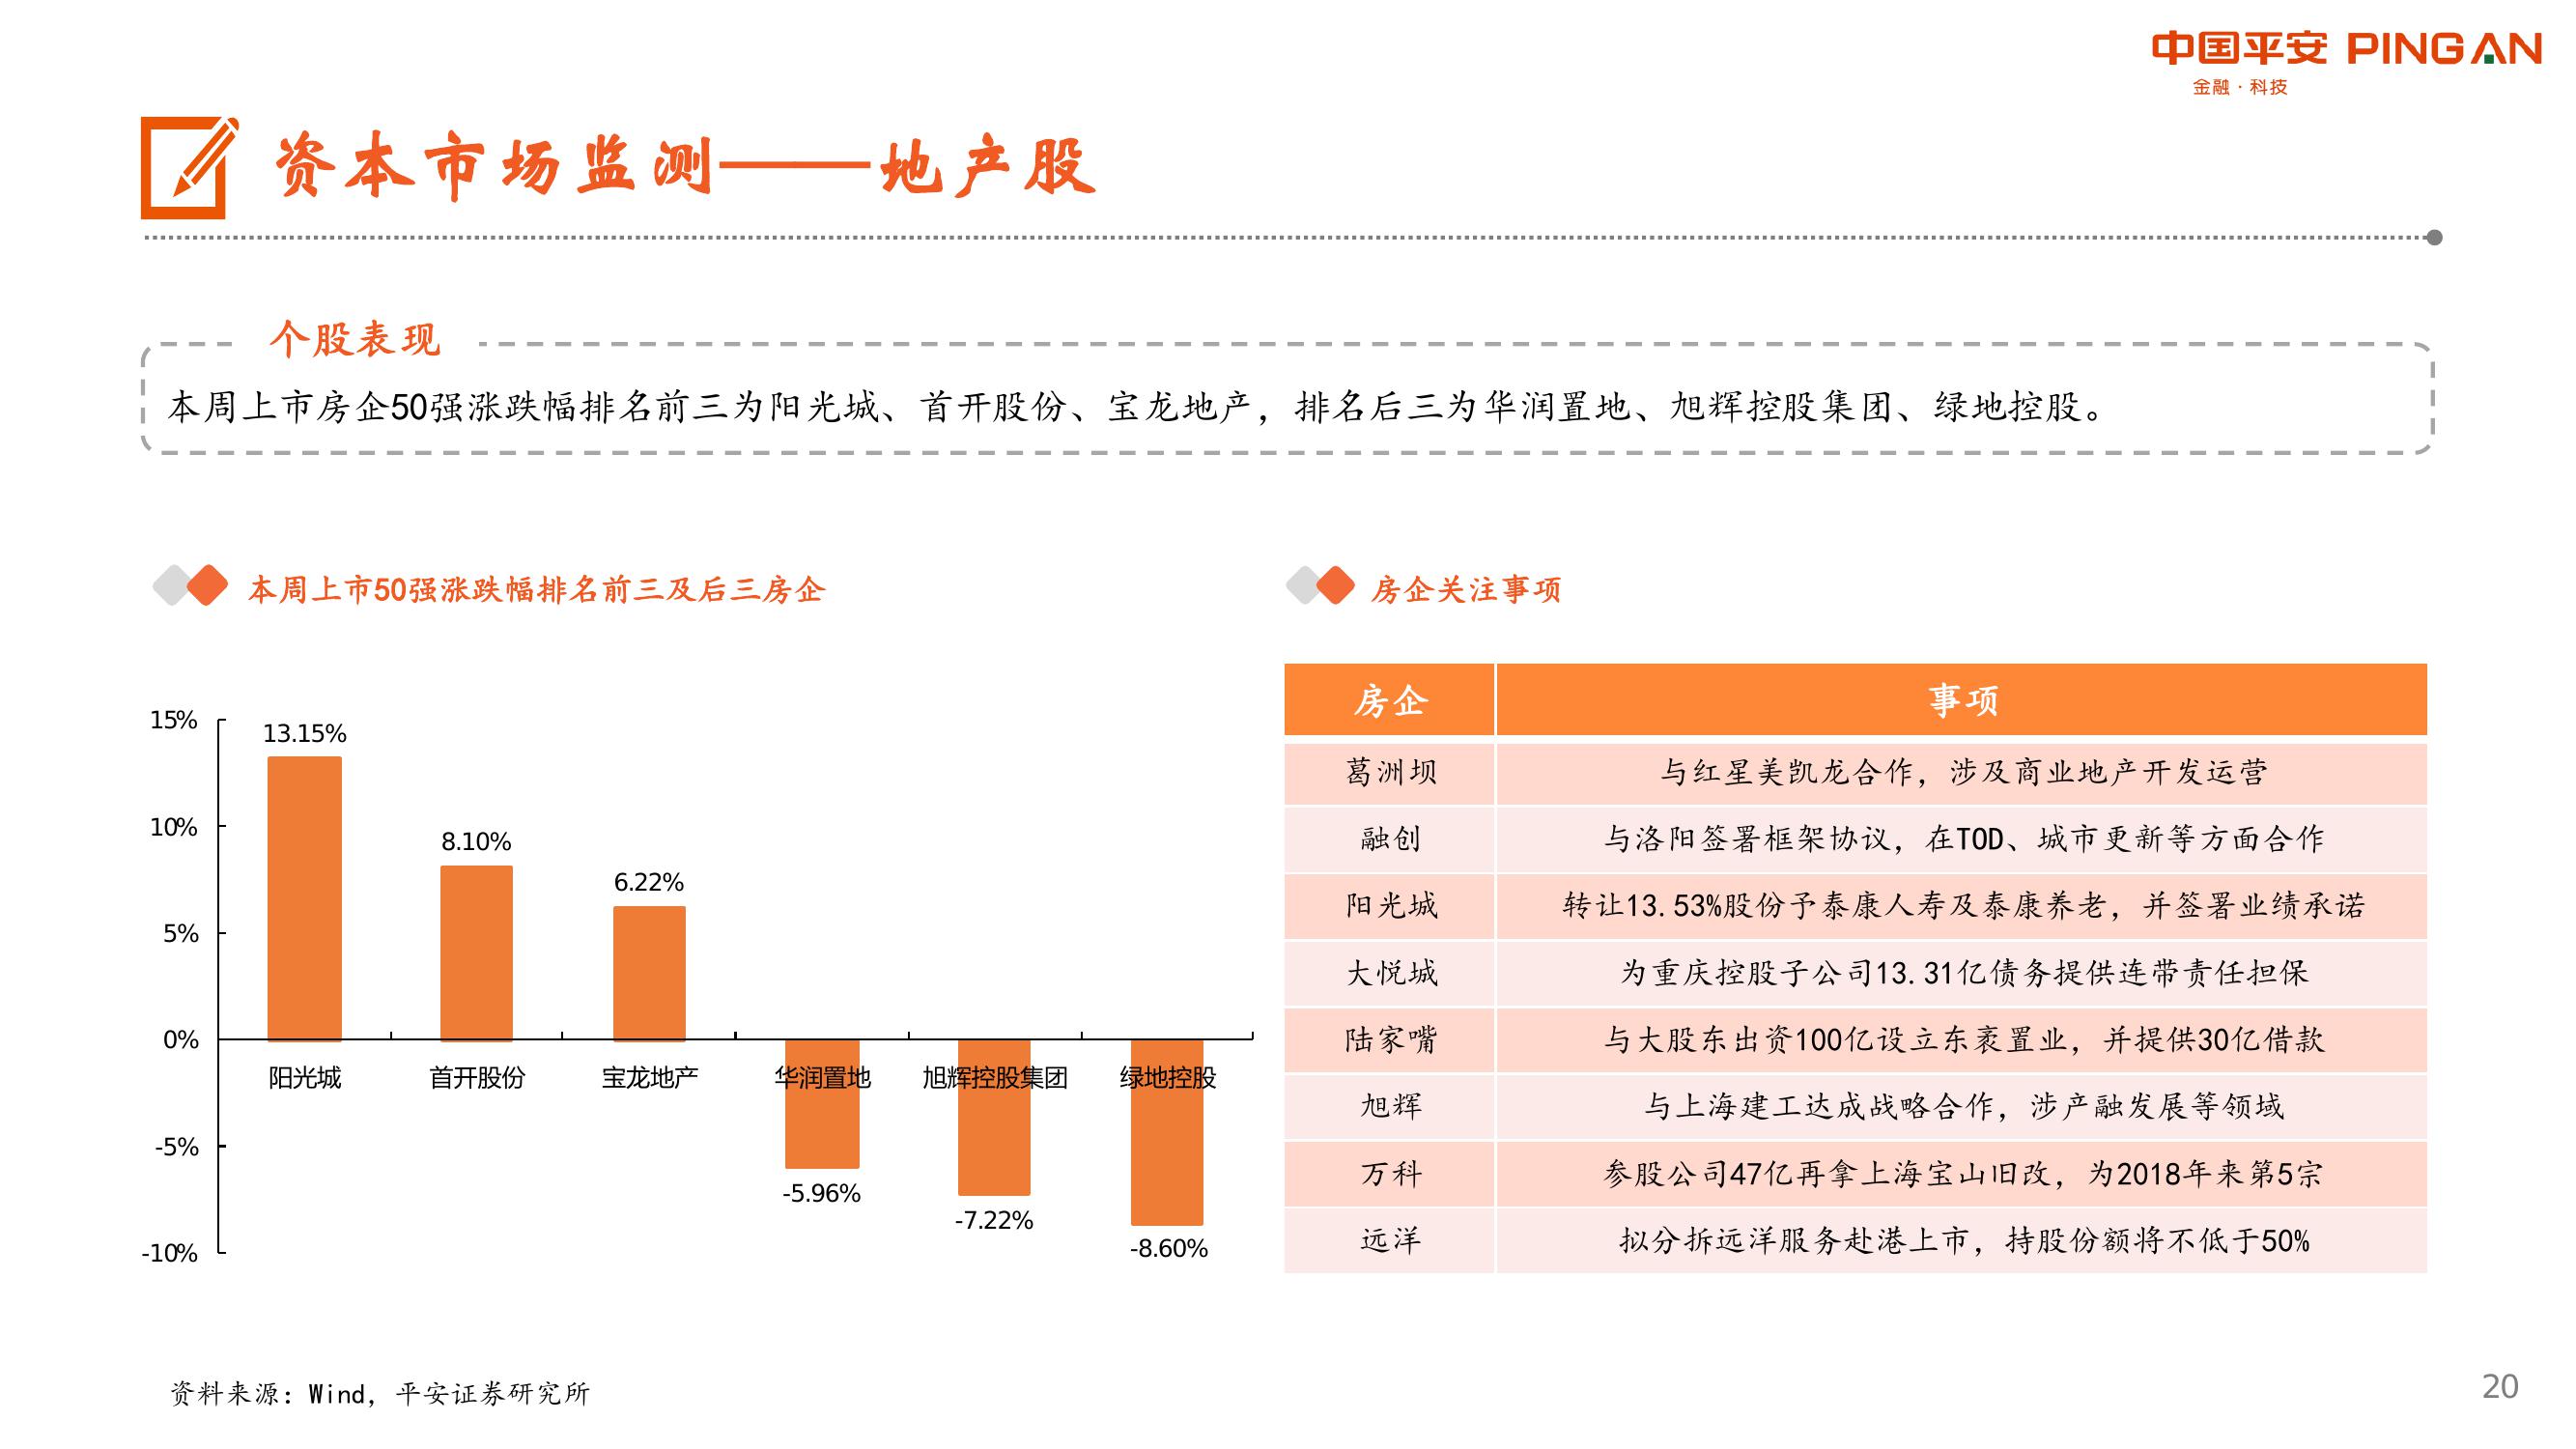 中国平安 PINGAN
金融·科技
资本市场监测——地产股
个股表现
本周上市房企50强涨跌幅排名前三为阳光城、首开股份、宝龙地产，排名后三为华润置地、旭辉控股集团、绿地控股。
本周上市50强涨跌幅排名前三及后三房企
15%
10%
5%
0%
-5%
-10%
13.15%
8.10%
6.22%
-5.96%
-7.22%
-8.60%
阳光城 首开股份 宝龙地产 华润置地 旭辉控股集团 绿地控股
房企关注事项
房企 事项
葛洲坝 与红星美凯龙合作，涉及商业地产开发运营
融创 与洛阳签署框架协议，在TOD、城市更新等方面合作
阳光城 转让13.53%股份予泰康人寿及泰康养老，并签署业绩承诺
大悦城 为重庆控股子公司13.31亿债务提供连带责任担保
陆家嘴 与大股东出资100亿设立东袤置业，并提供30亿借款
旭辉 与上海建工达成战略合作，涉产融发展等领域
万科 参股公司47亿再拿上海宝山旧改，为2018年来第5宗
远洋 拟分拆远洋服务赴港上市，持股份额将不低于50%
资料来源：Wind，平安证券研究所
20